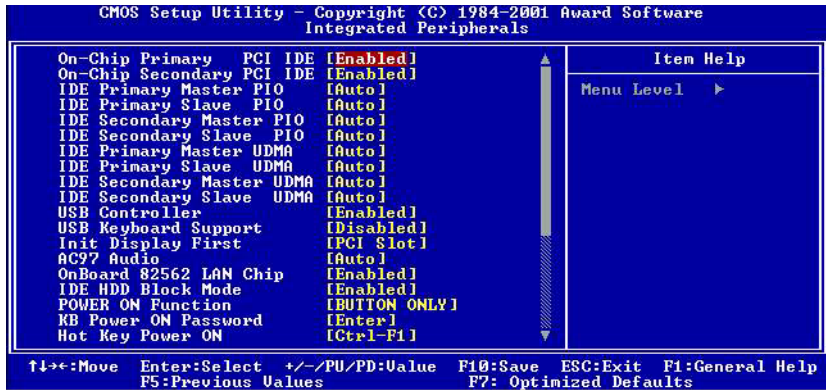 CMOS Setup Utility - Copyright (C) 1984-2001 Award Software
Integrated Peripherals
On-Chip Primary PCI IDE [Enabled]
On-Chip Secondary PCI IDE [Enabled]
IDE Primary Master PIO [Auto]
IDE Primary Slave PIO [Auto]
IDE Secondary Master PIO [Auto]
IDE Secondary Slave PIO [Auto]
IDE Primary Master UDMA [Auto]
IDE Primary Slave UDMA [Auto]
IDE Secondary Master UDMA [Auto]
IDE Secondary Slave UDMA [Auto]
USB Controller [Enabled]
USB Keyboard Support [Disabled]
Init Display First [PCI Slot]
AC97 Audio [Auto]
OnBoard 82562 LAN Chip [Enabled]
IDE HDD Block Mode [Enabled]
POWER ON Function [BUTTON ONLY]
KB Power ON Password [Enter]
Hot Key Power ON [Ctrl-F1]
Item Help
Menu Level ▶
↑↓→←:Move Enter:Select +/-/PU/PD:Value F10:Save ESC:Exit F1:General Help
F5:Previous Values F7: Optimized Defaults